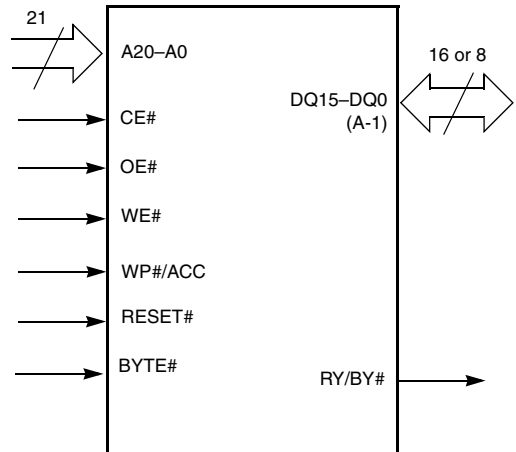 21
A20–A0
16 or 8
DQ15–DQ0
(A-1)
CE#
OE#
WE#
WP#/ACC
RESET#
BYTE#
RY/BY#